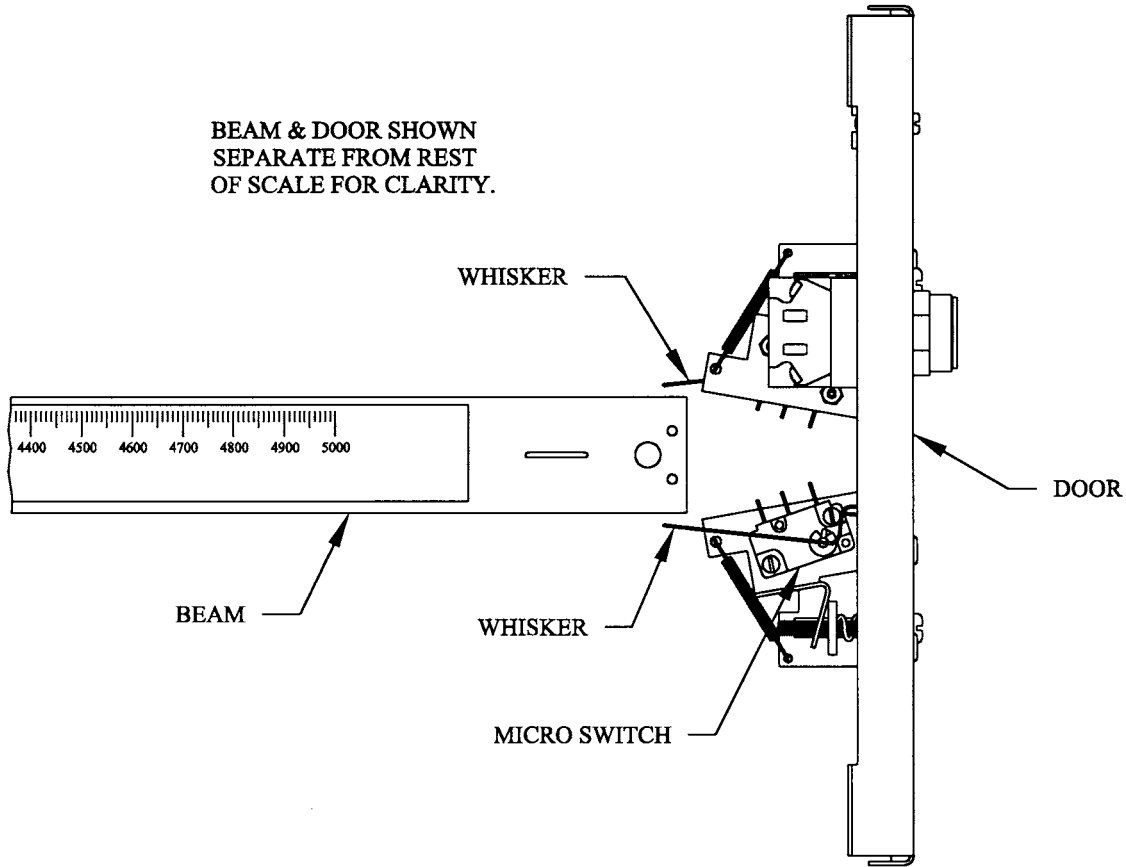 BEAM & DOOR SHOWN
SEPARATE FROM REST
OF SCALE FOR CLARITY.
WHISKER
4400 4500 4600 4700 4800 4900 5000
DOOR
BEAM
WHISKER
MICRO SWITCH